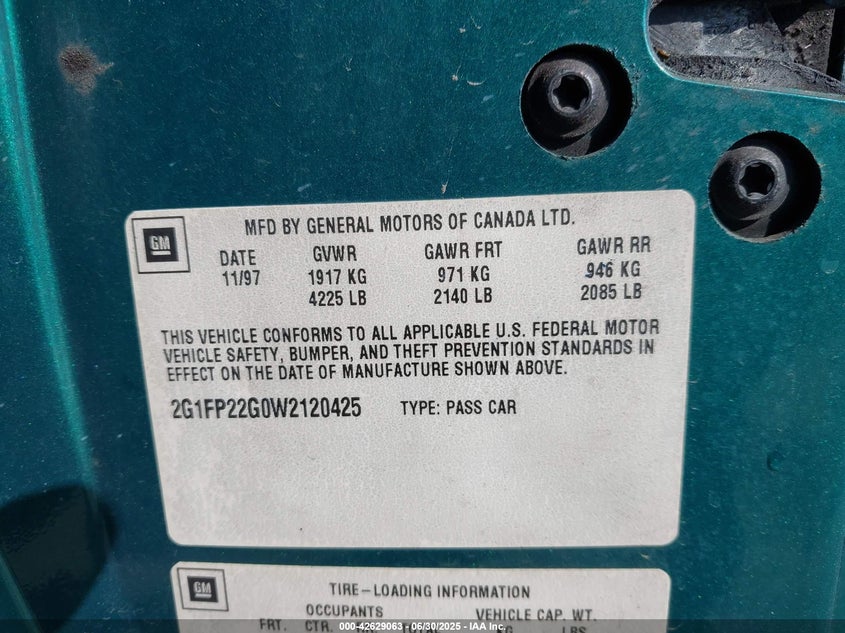 GM
MFD BY GENERAL MOTORS OF CANADA LTD.
DATE GVWR GAWR FRT GAWR RR
11/97 1917 KG 971 KG 946 KG
4225 LB 2140 LB 2085 LB
THIS VEHICLE CONFORMS TO ALL APPLICABLE U.S. FEDERAL MOTOR
VEHICLE SAFETY, BUMPER, AND THEFT PREVENTION STANDARDS IN
EFFECT ON THE DATE OF MANUFACTURE SHOWN ABOVE.
2G1FP22G0W2120425 TYPE: PASS CAR
GM
TIRE-LOADING INFORMATION
OCCUPANTS VEHICLE CAP. WT.
FRT. CTR. TOTAL KG LBS
000-42629063 - 06/30/2025 - IAA Inc.